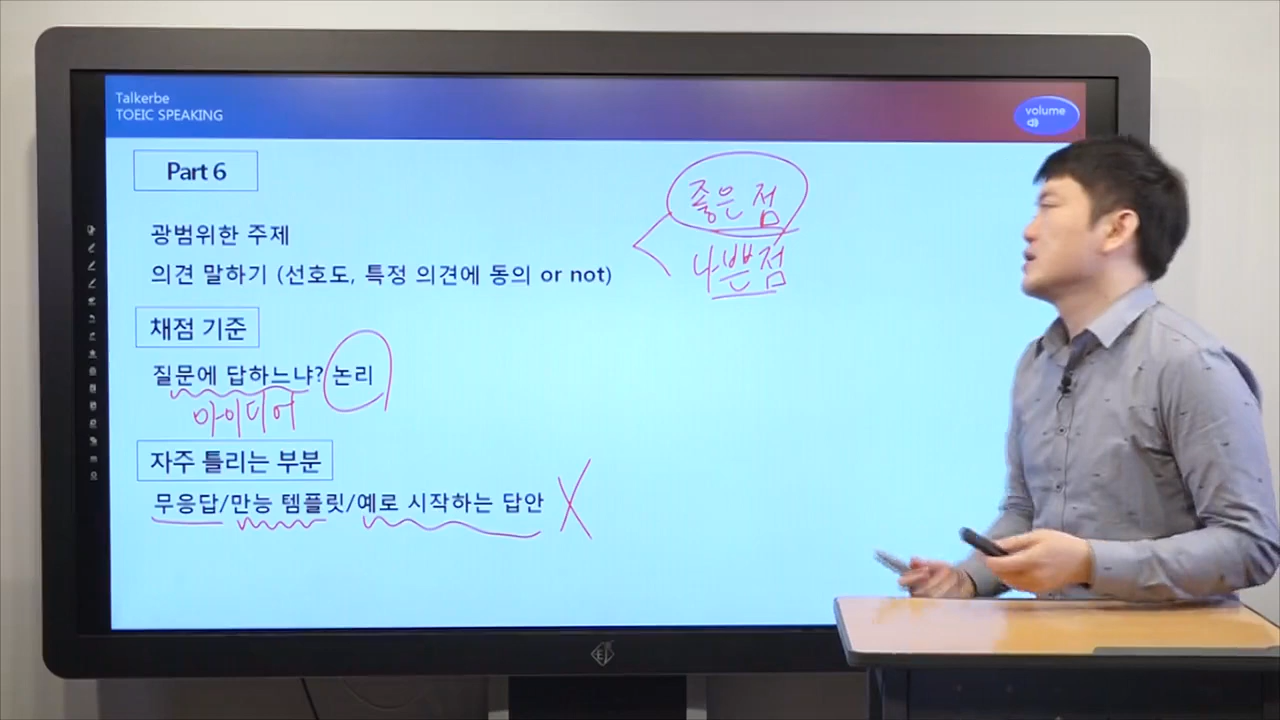 Talkerbe
TOEIC SPEAKING
volume
Part 6
좋은 점
나쁜점
광범위한 주제
의견 말하기 (선호도, 특정 의견에 동의 or not)
채점 기준
질문에 답하느냐? 논리
아이디어
자주 틀리는 부분
무응답/만능 템플릿/예로 시작하는 답안 X